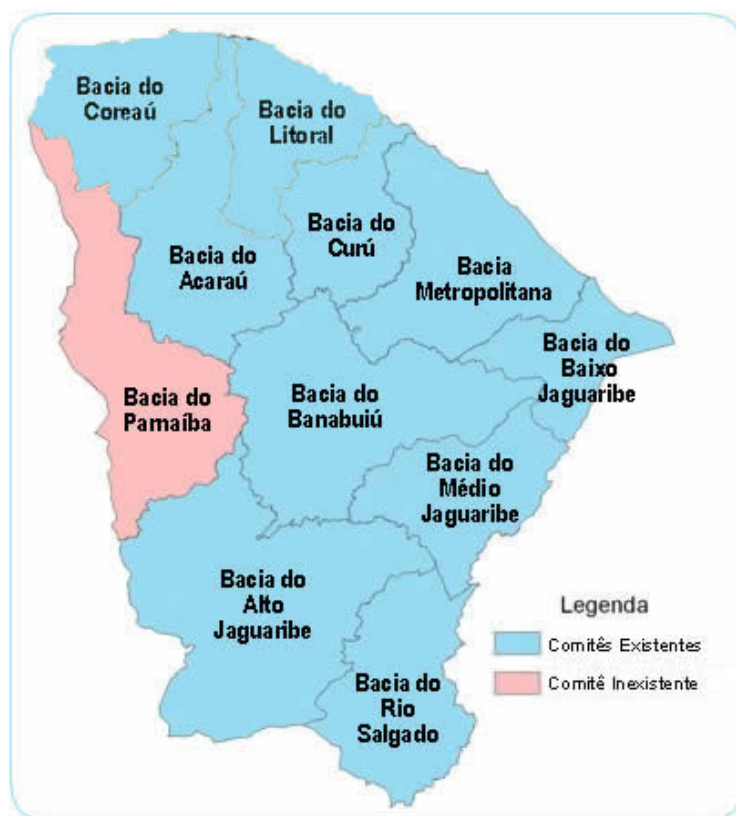 Bacia do
Coreaú
Bacia do
Litoral
Bacia do
Curú
Bacia do
Acaraú
Bacia
Metropolitana
Bacia do
Baixo
Jaguaribe
Bacia do
Parnaíba
Bacia do
Banabuiú
Bacia do
Médio
Jaguaribe
Bacia do
Alto
Jaguaribe
Bacia do
Rio
Salgado
Legenda
Comitês Existentes
Comitê Inexistente